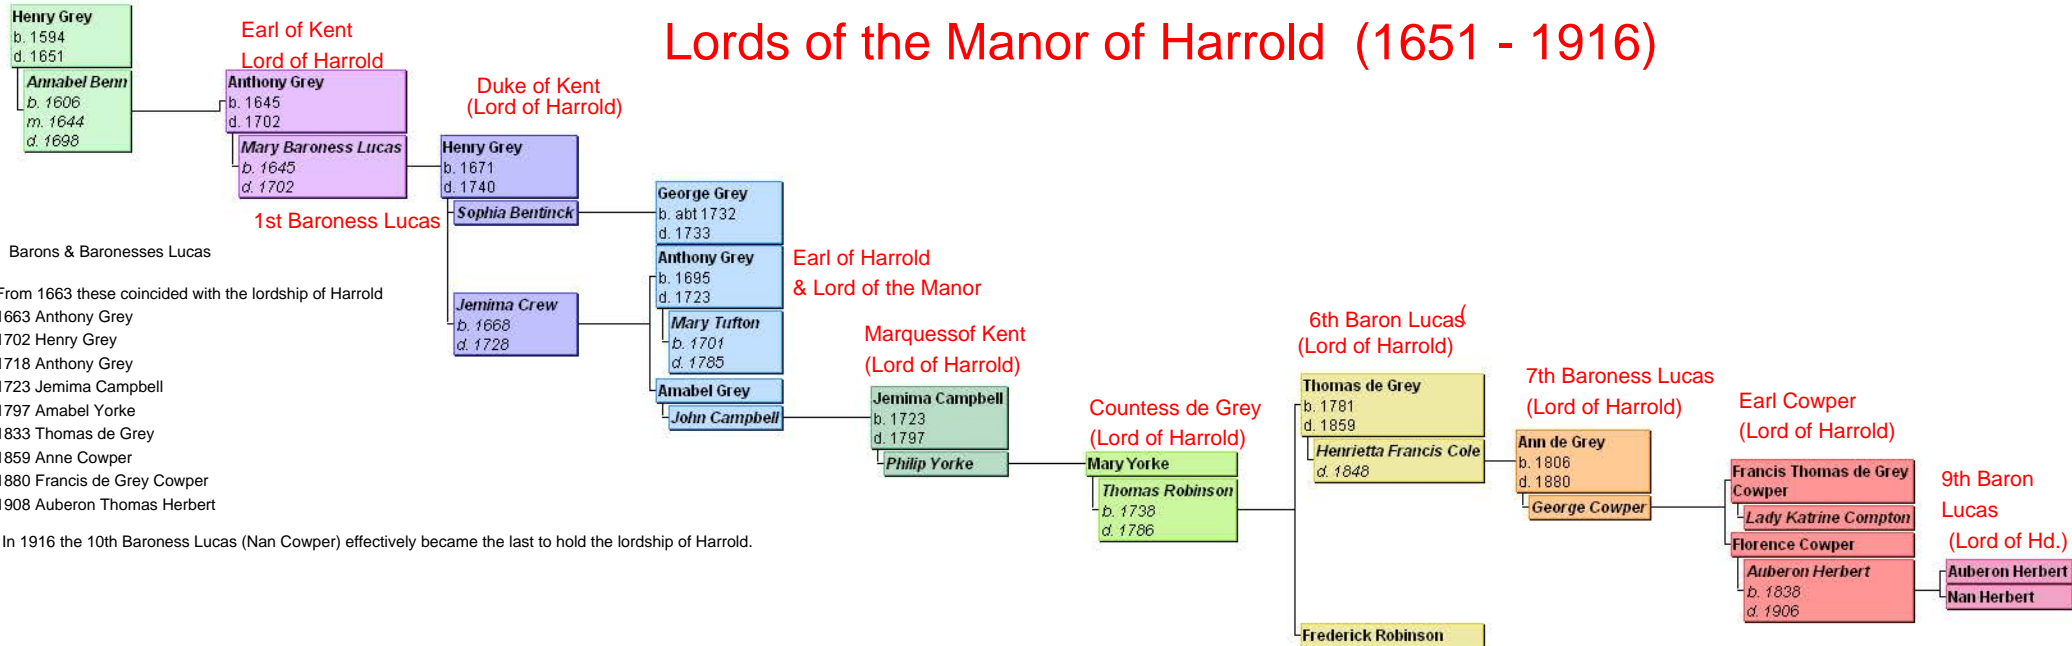 Lords of the Manor of Harrold (1651 - 1916)
Henry Grey
b. 1594
d. 1651
Annabel Benn
b. 1606
m. 1644
d. 1698
Earl of Kent
Lord of Harrold
Anthony Grey
b. 1645
d. 1702
Mary Baroness Lucas
b. 1645
d. 1702
1st Baroness Lucas
Duke of Kent
(Lord of Harrold)
Henry Grey
b. 1671
d. 1740
Sophia Bentinck
Jemima Crew
b. 1668
d. 1728
George Grey
b. abt 1732
d. 1733
Anthony Grey
b. 1695
d. 1723
Mary Tufton
b. 1701
d. 1785
Amabel Grey
John Campbell
Earl of Harrold
& Lord of the Manor
Marquessof Kent
(Lord of Harrold)
Jemima Campbell
b. 1723
d. 1797
Philip Yorke
Countess de Grey
(Lord of Harrold)
Mary Yorke
Thomas Robinson
b. 1738
d. 1786
6th Baron Lucas(
(Lord of Harrold)
Thomas de Grey
b. 1781
d. 1859
Henrietta Francis Cole
d. 1848
Frederick Robinson
7th Baroness Lucas
(Lord of Harrold)
Ann de Grey
b. 1806
d. 1880
George Cowper
Earl Cowper
(Lord of Harrold)
Francis Thomas de Grey
Cowper
Lady Katrine Compton
Florence Cowper
Auberon Herbert
b. 1838
d. 1906
9th Baron
Lucas
(Lord of Hd.)
Auberon Herbert
Nan Herbert
Barons & Baronesses Lucas
From 1663 these coincided with the lordship of Harrold
1663 Anthony Grey
1702 Henry Grey
1718 Anthony Grey
1723 Jemima Campbell
1797 Amabel Yorke
1833 Thomas de Grey
1859 Anne Cowper
1880 Francis de Grey Cowper
1908 Auberon Thomas Herbert
In 1916 the 10th Baroness Lucas (Nan Cowper) effectively became the last to hold the lordship of Harrold.